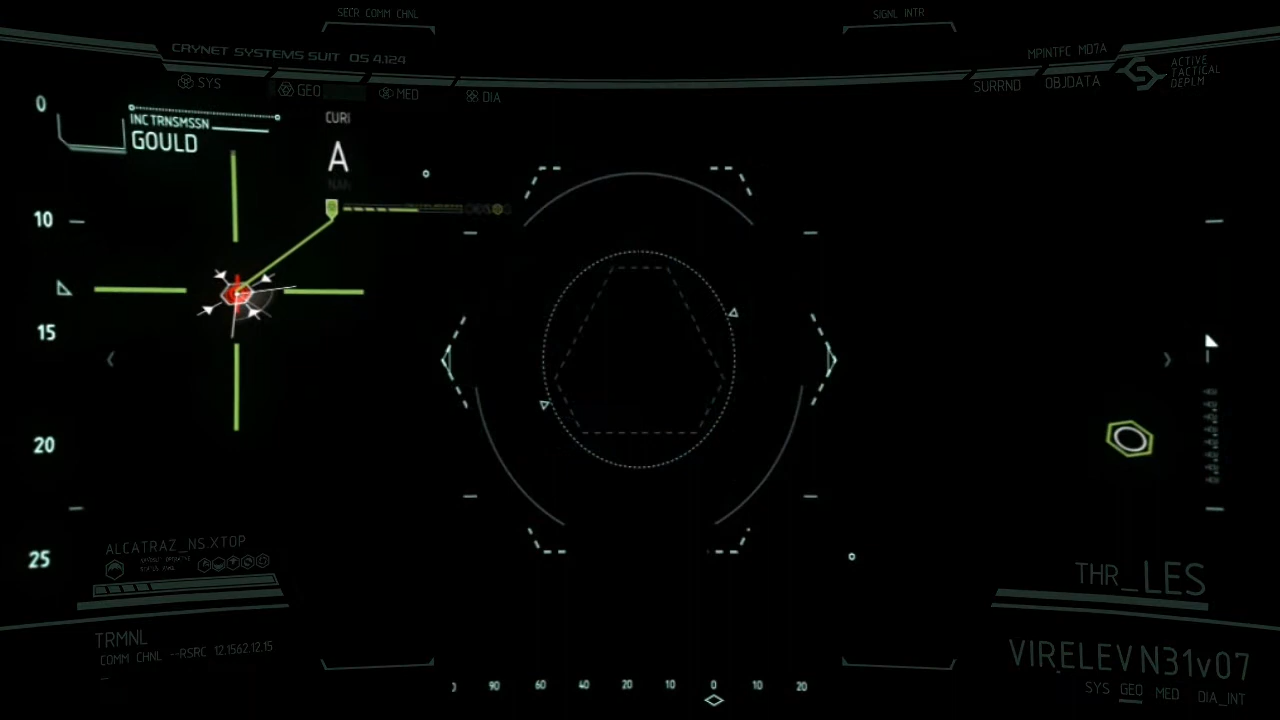 SECR COMM CHNL
SIGNL INTR
CRYNET SYSTEMS SUIT OS 4.124
MPINTFC MD7A
ACTIVE
TACTICAL
DEPLM
SYS
GEO
MED
DIA
SURRND
OBJDATA
0
INC TRNSMSSN
GOULD
CURI
A
10
15
20
25
ALCATRAZ_NS.XTOP
THR_LES
TRMNL
COMM CHNL --RSRC 12.1562.12.15
VIRELEV N31v07
SYS GEO MED DIA_INT
90 60 40 20 10 0 10 20